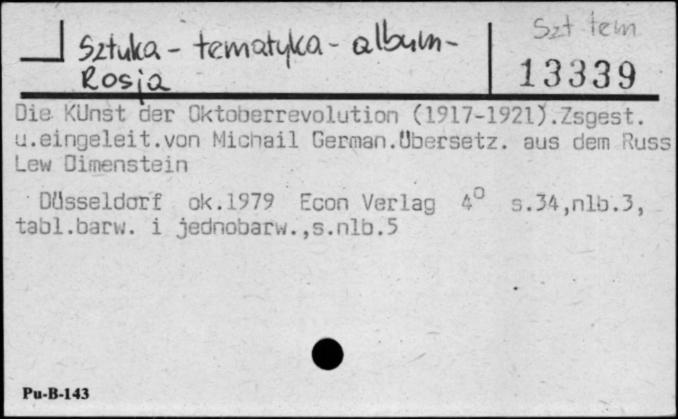 Szt tem
Sztuka - tematyka - album -
Rosja
13339
Die KUnst der Oktoberrevolution (1917-1921).Zsgest.
u.eingeleit.von Michail German.Übersetz. aus dem Russ
Lew Dimenstein
Düsseldorf ok.1979 Econ Verlag 4° s.34,nlb.3,
tabl.barw. i jednobarw.,s.nlb.5
Pu-B-143